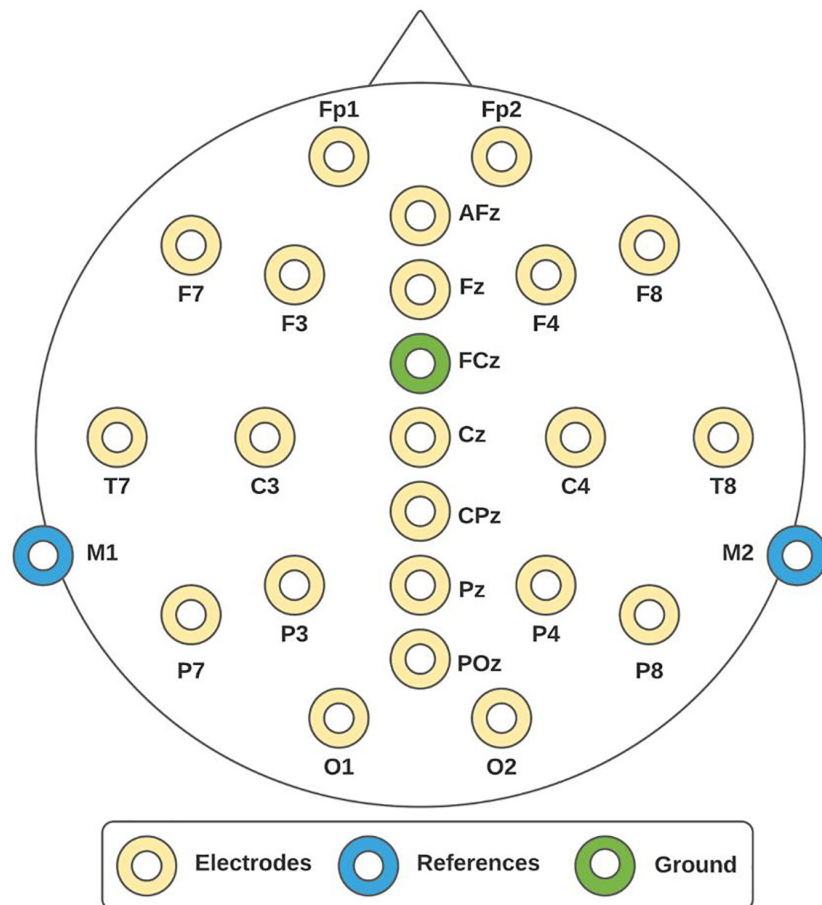 Fp1 Fp2
AFz
F7 F3 Fz F4 F8
FCz
T7 C3 Cz C4 T8
CPz
M1 M2
P7 P3 Pz P4 P8
POz
O1 O2
Electrodes References Ground